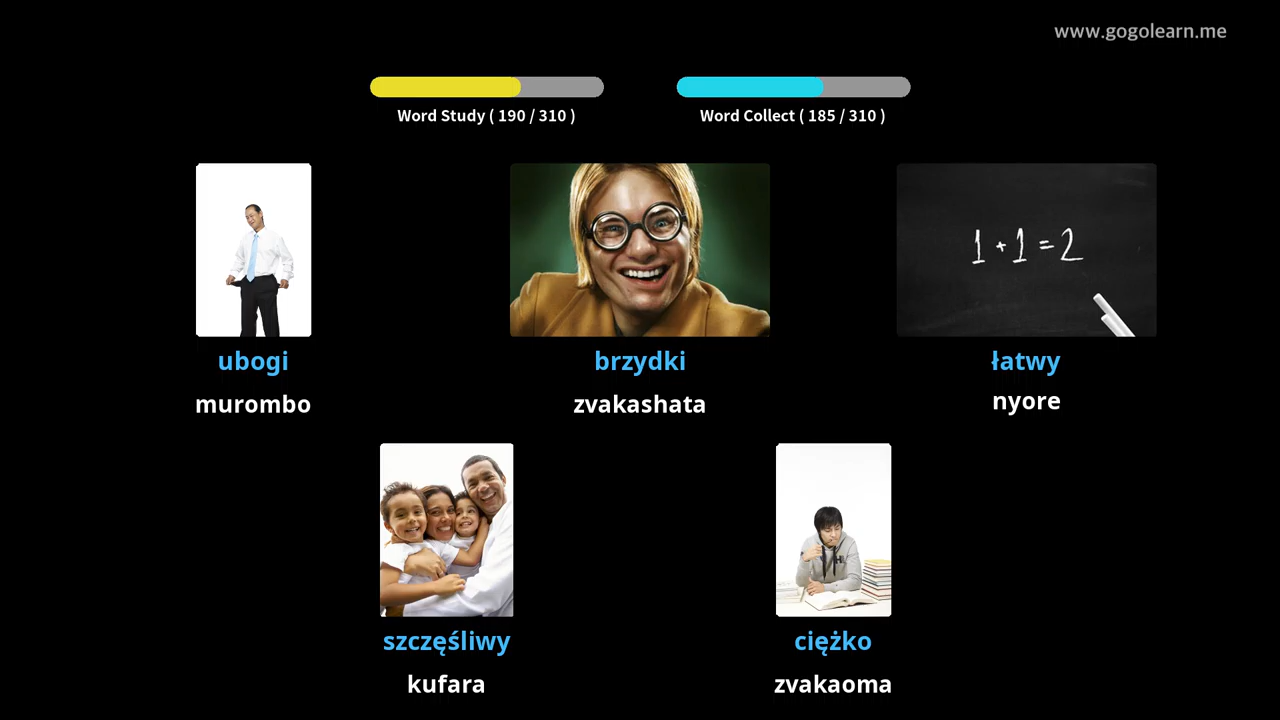 www.gogolearn.me
Word Study ( 190 / 310 )
Word Collect ( 185 / 310 )
1 + 1 = 2
ubogi
brzydki
łatwy
murombo
zvakashata
nyore
szczęśliwy
ciężko
kufara
zvakaoma